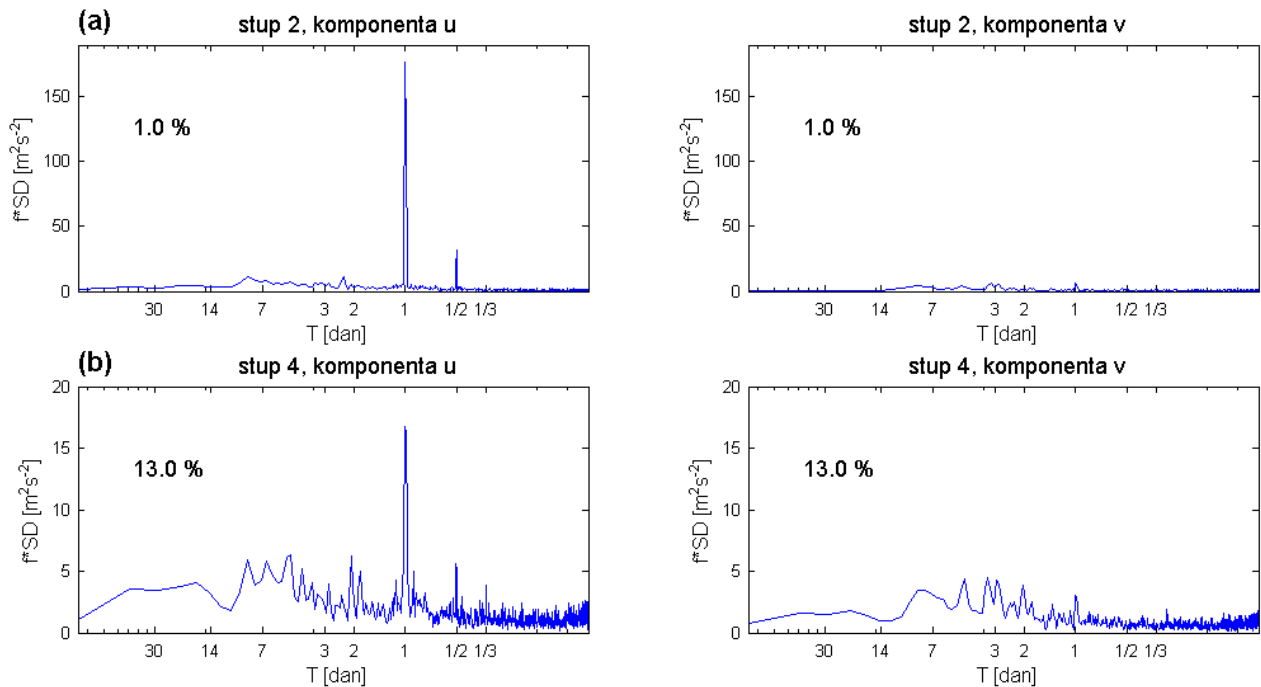 (a)
stup 2, komponenta u
f*SD [m²s⁻²]
150
100
50
0
1.0 %
30 14 7 3 2 1 1/2 1/3
T [dan]
stup 2, komponenta v
f*SD [m²s⁻²]
150
100
50
0
1.0 %
30 14 7 3 2 1 1/2 1/3
T [dan]
(b)
stup 4, komponenta u
f*SD [m²s⁻²]
20
15
10
5
0
13.0 %
30 14 7 3 2 1 1/2 1/3
T [dan]
stup 4, komponenta v
f*SD [m²s⁻²]
20
15
10
5
0
13.0 %
30 14 7 3 2 1 1/2 1/3
T [dan]